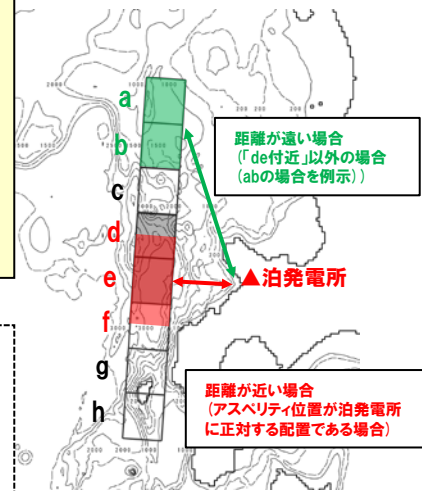 a
b
c
d
e
f
g
h
距離が遠い場合
(「de付近」以外の場合
(abの場合を例示))
▲泊発電所
距離が近い場合
(アスペリティ位置が泊発電所
に正対する配置である場合)